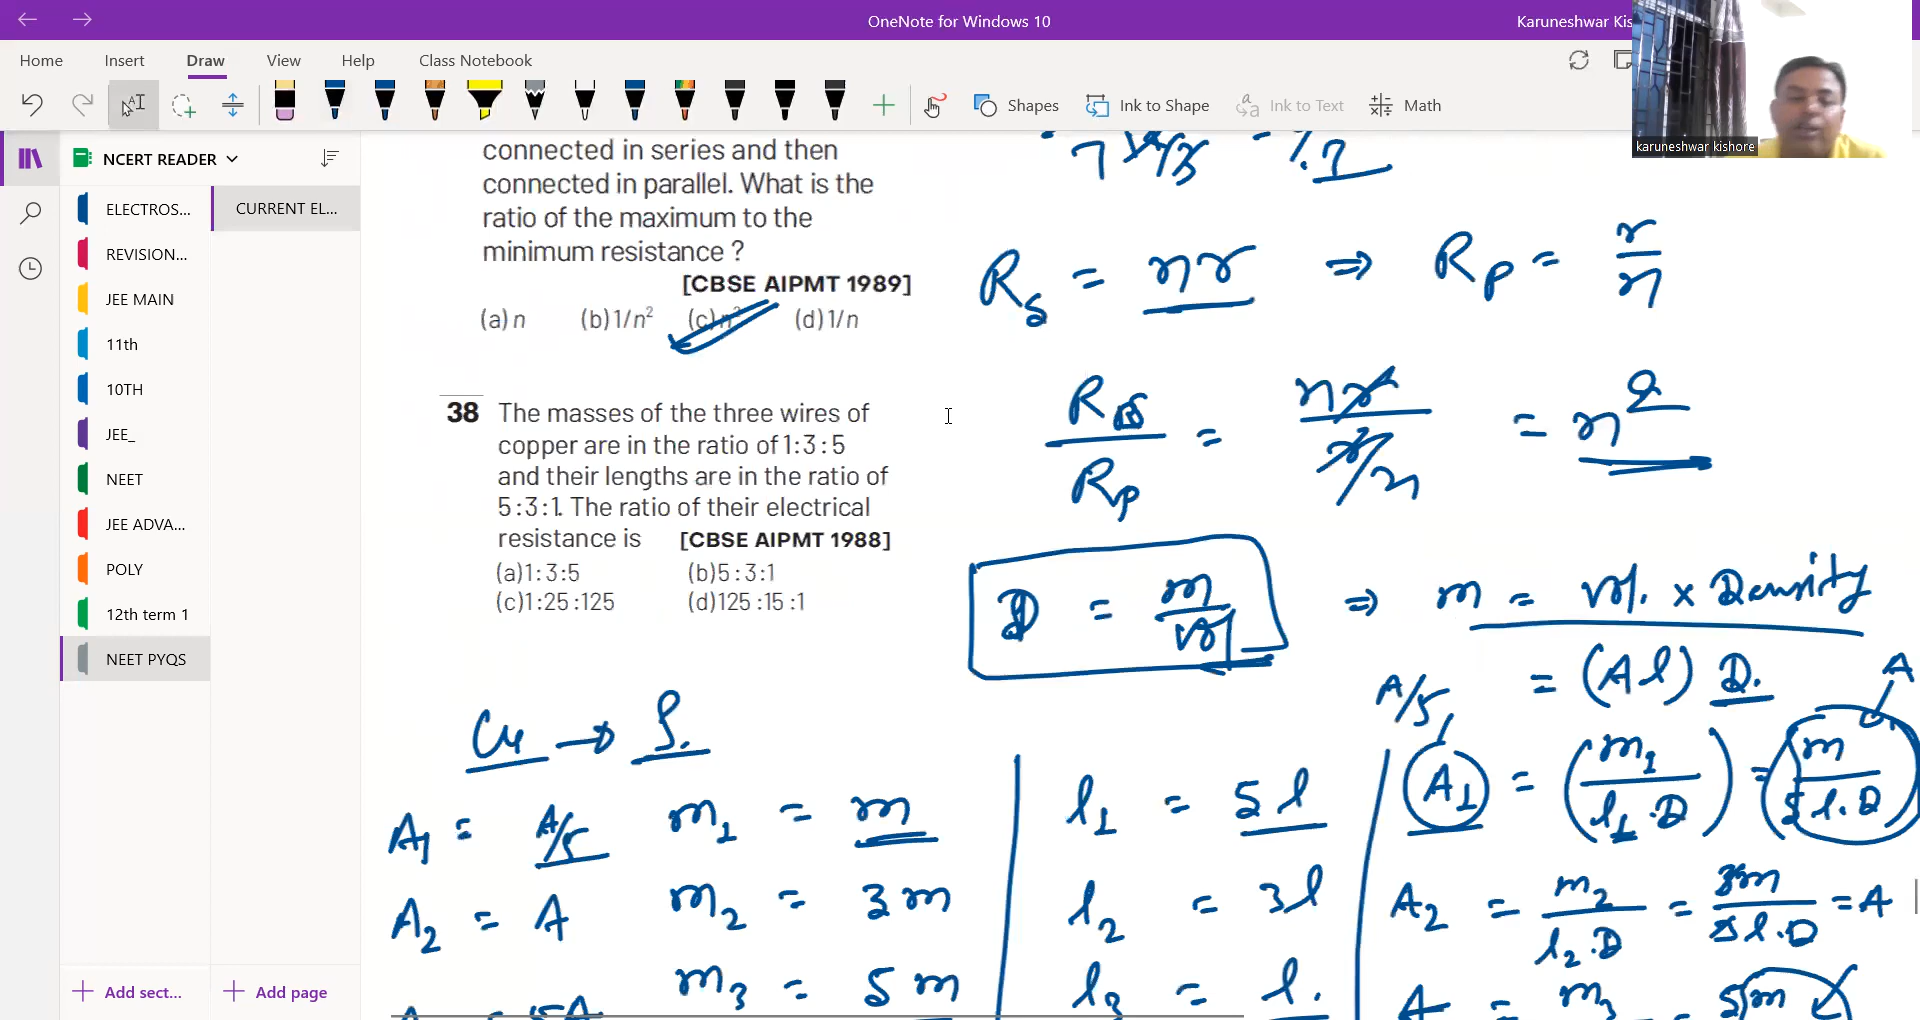 OneNote for Windows 10
Karuneshwar Kis
Home Insert Draw View Help Class Notebook
Shapes Ink to Shape Ink to Text Math
karuneshwar kishore
NCERT READER
ELECTROS...
REVISION...
JEE MAIN
11th
10TH
JEE_
NEET
JEE ADVA...
POLY
12th term 1
NEET PYQS
Add sect...
CURRENT EL...
Add page
connected in series and then
connected in parallel. What is the
ratio of the maximum to the
minimum resistance ?
[CBSE AIPMT 1989]
(a) n (b) 1/n² (c) n² (d) 1/n
38 The masses of the three wires of
copper are in the ratio of 1:3:5
and their lengths are in the ratio of
5:3:1. The ratio of their electrical
resistance is [CBSE AIPMT 1988]
(a) 1:3:5 (b) 5:3:1
(c) 1:25:125 (d) 125:15:1
R_s = nr ⇒ R_p = r/n
R_s/R_p = nr/(r/n) = n²
D = m/vol ⇒ m = vol. × Density
= (Al) D.
Cu → ρ.
A₁ = A/5 m₁ = m l₁ = 5l A/5 A₁ = (m₁/l₁.D) = (m/5l.D) A
A₂ = A m₂ = 3m l₂ = 3l A₂ = m₂/l₂.D = 3m/3l.D = A
m₃ = 5m l₃ = l.